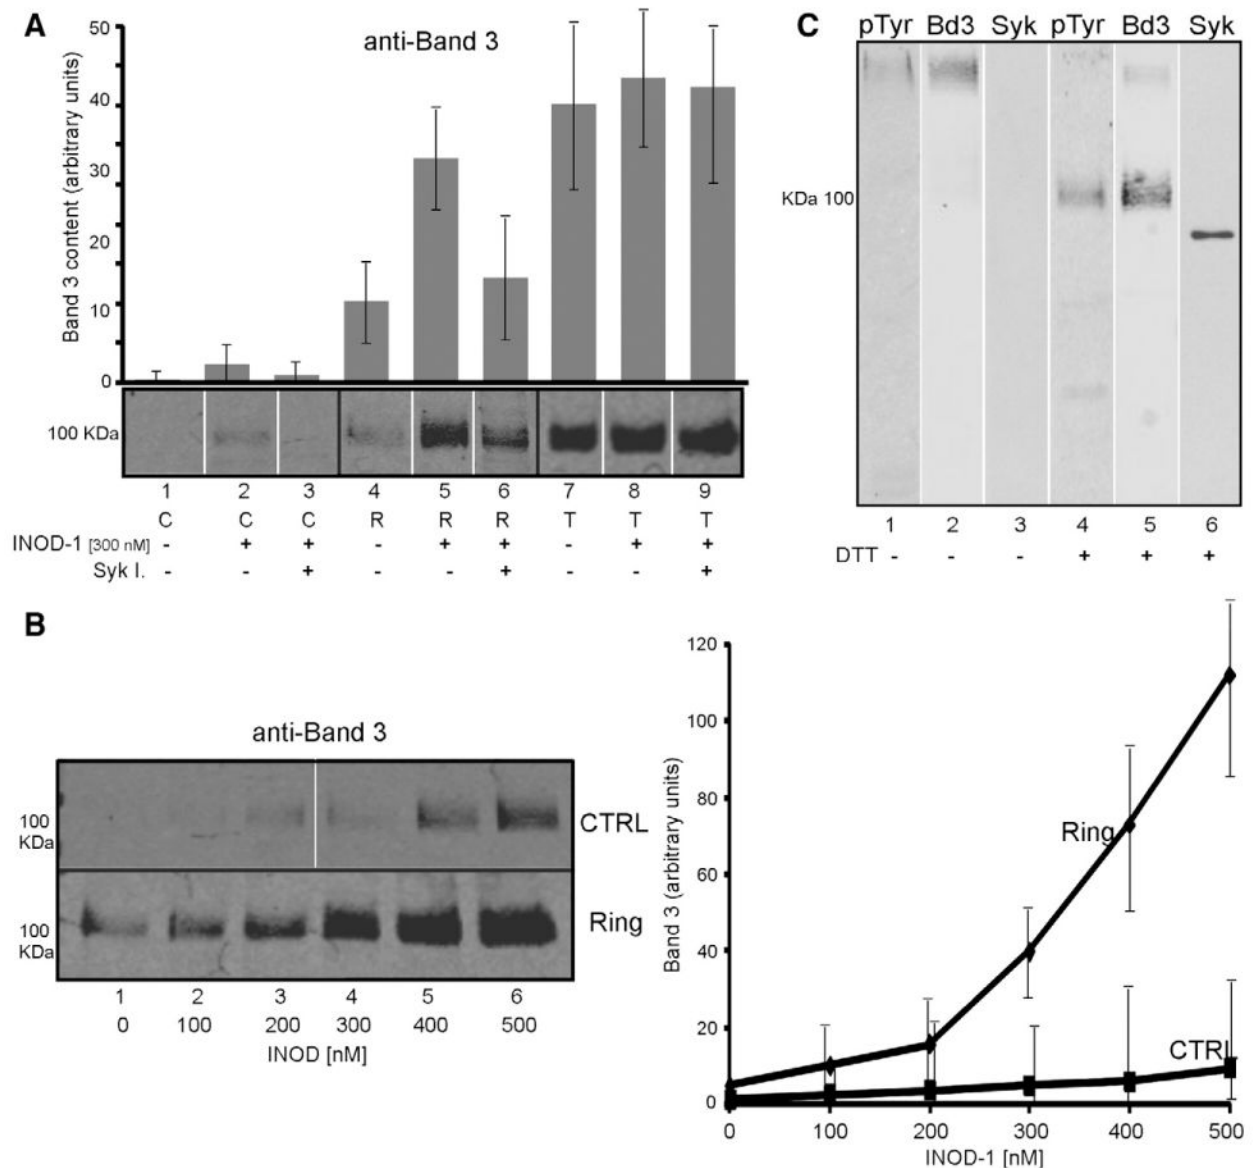 A
anti-Band 3
Band 3 content (arbitrary units)
50
40
30
20
10
0
100 KDa
1 2 3 4 5 6 7 8 9
C C C R R R T T T
INOD-1 [300 nM] - + + - + + - + +
Syk I. - - + - - + - - +
C
pTyr Bd3 Syk pTyr Bd3 Syk
KDa 100
1 2 3 4 5 6
DTT - - - + + +
B
anti-Band 3
100
KDa
CTRL
100
KDa
Ring
1 2 3 4 5 6
0 100 200 300 400 500
INOD [nM]
Band 3 (arbitrary units)
120
100
80
60
40
20
0
Ring
CTRL
0 100 200 300 400 500
INOD-1 [nM]